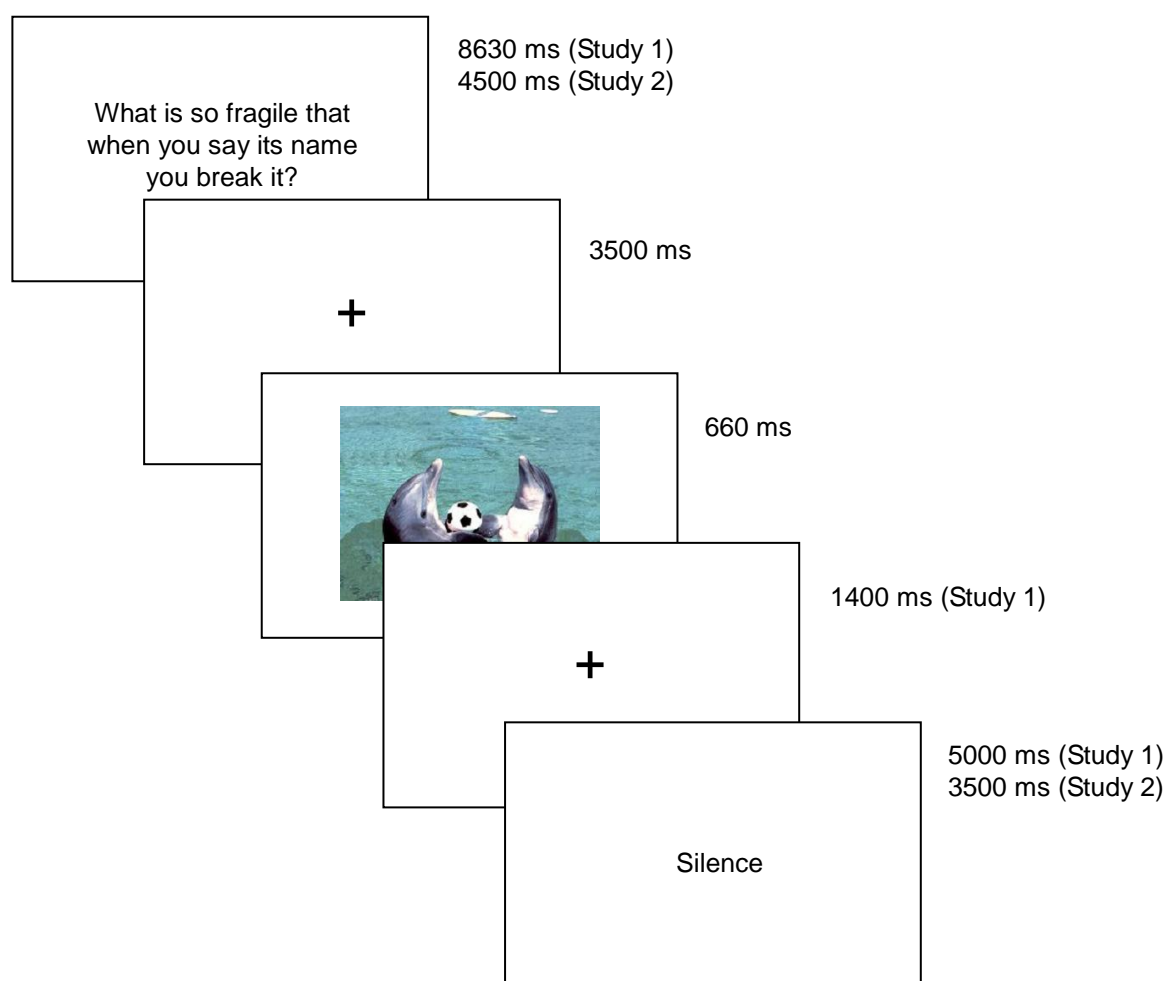 8630 ms (Study 1)
4500 ms (Study 2)
What is so fragile that
when you say its name
you break it?
3500 ms
+
660 ms
1400 ms (Study 1)
+
5000 ms (Study 1)
3500 ms (Study 2)
Silence